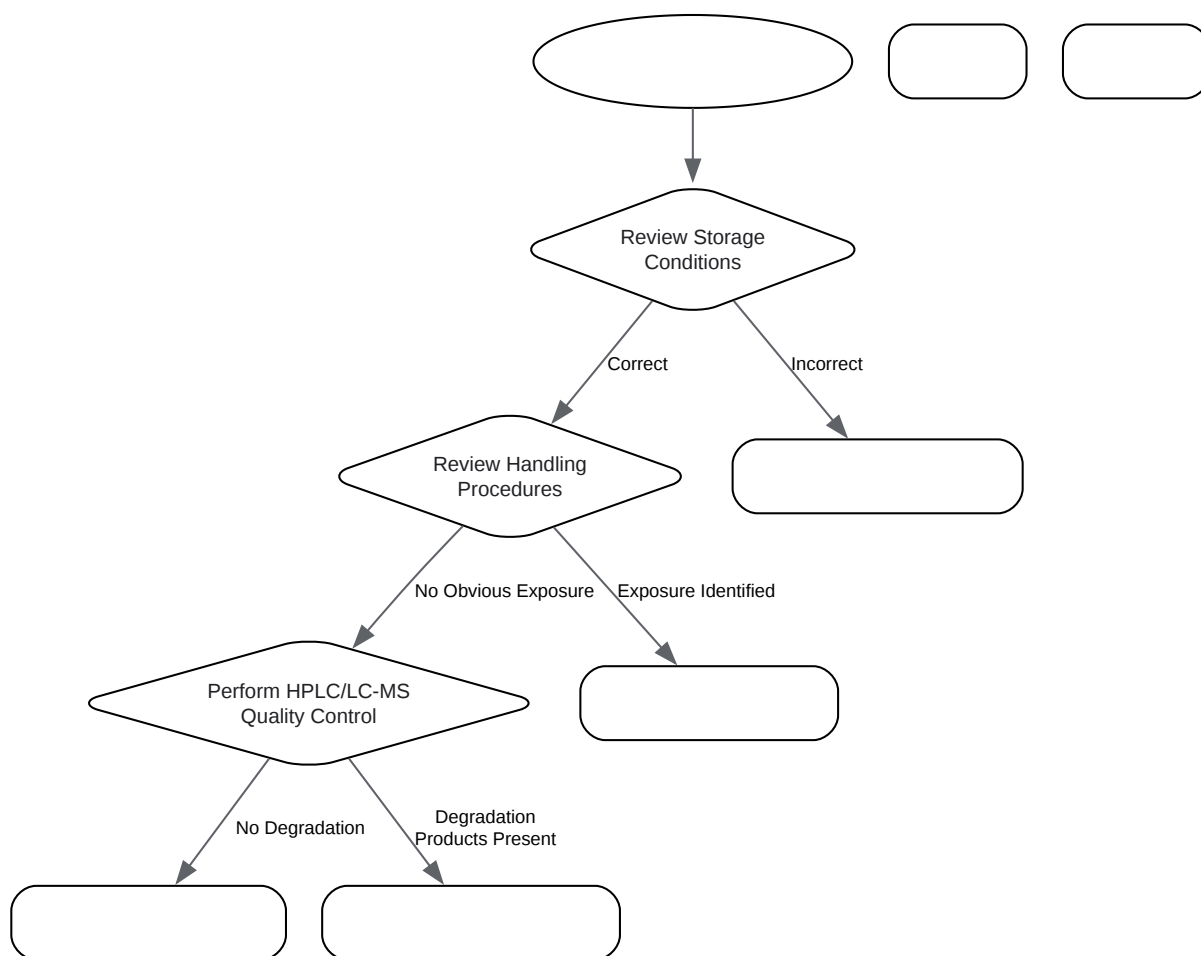 Review Storage
Conditions
Correct
Incorrect
Review Handling
Procedures
No Obvious Exposure
Exposure Identified
Perform HPLC/LC-MS
Quality Control
No Degradation
Degradation
Products Present